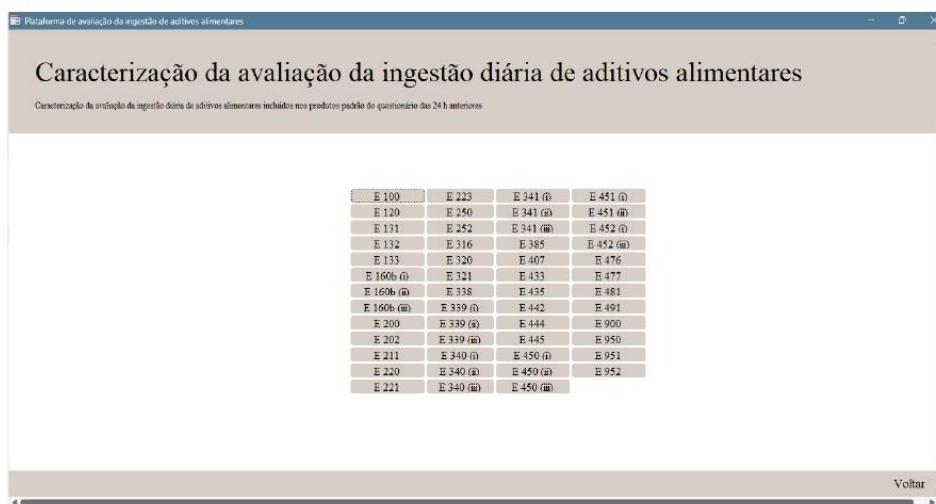 Plataforma de avaliação da ingestão de aditivos alimentares
Caracterização da avaliação da ingestão diária de aditivos alimentares
Caracterização da avaliação da ingestão diária de aditivos alimentares incluídos nos produtos padrão do questionário das 24 h anteriores
E 100 E 223 E 341 (i) E 451 (i)
E 120 E 250 E 341 (ii) E 451 (ii)
E 131 E 252 E 341 (iii) E 452 (i)
E 132 E 316 E 385 E 452 (iii)
E 133 E 320 E 407 E 476
E 160b (i) E 321 E 433 E 477
E 160b (ii) E 338 E 435 E 481
E 160b (iii) E 339 (i) E 442 E 491
E 200 E 339 (ii) E 444 E 900
E 202 E 339 (iii) E 445 E 950
E 211 E 340 (i) E 450 (i) E 951
E 220 E 340 (ii) E 450 (ii) E 952
E 221 E 340 (iii) E 450 (iii)
Voltar